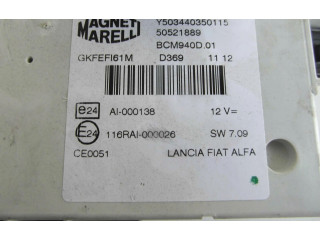 MAGNETI MARELLI
Y503440350115
50521889
BCM940D.01
GKFEFI61M D369 11 12
e24 AI-000138 12 V=
E24 116RAI-000026 SW 7.09
CE0051 LANCIA FIAT ALFA